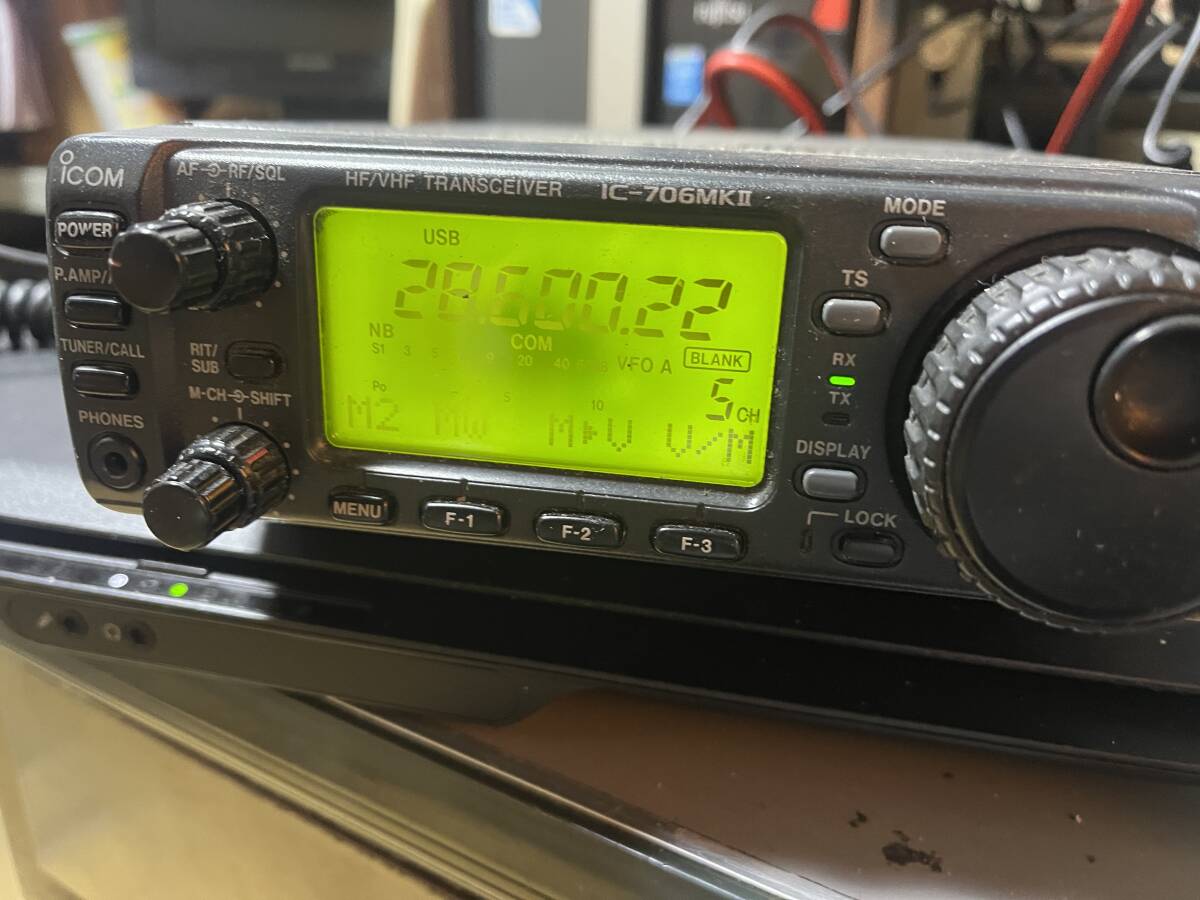 FUJITSU
iCOM
AF RF/SQL
HF/VHF TRANSCEIVER IC-706MKII
MODE
POWER
P.AMP/
TS
USB
28.600.22
NB
COM
S1 3 5 9 20 40
VFO A BLANK
RIT/
SUB
RX
TUNER/CALL
M-CH SHIFT
TX
Po 5 10
5 CH
M2 MW M▶V V/M
PHONES
DISPLAY
MENU F-1 F-2 F-3
LOCK